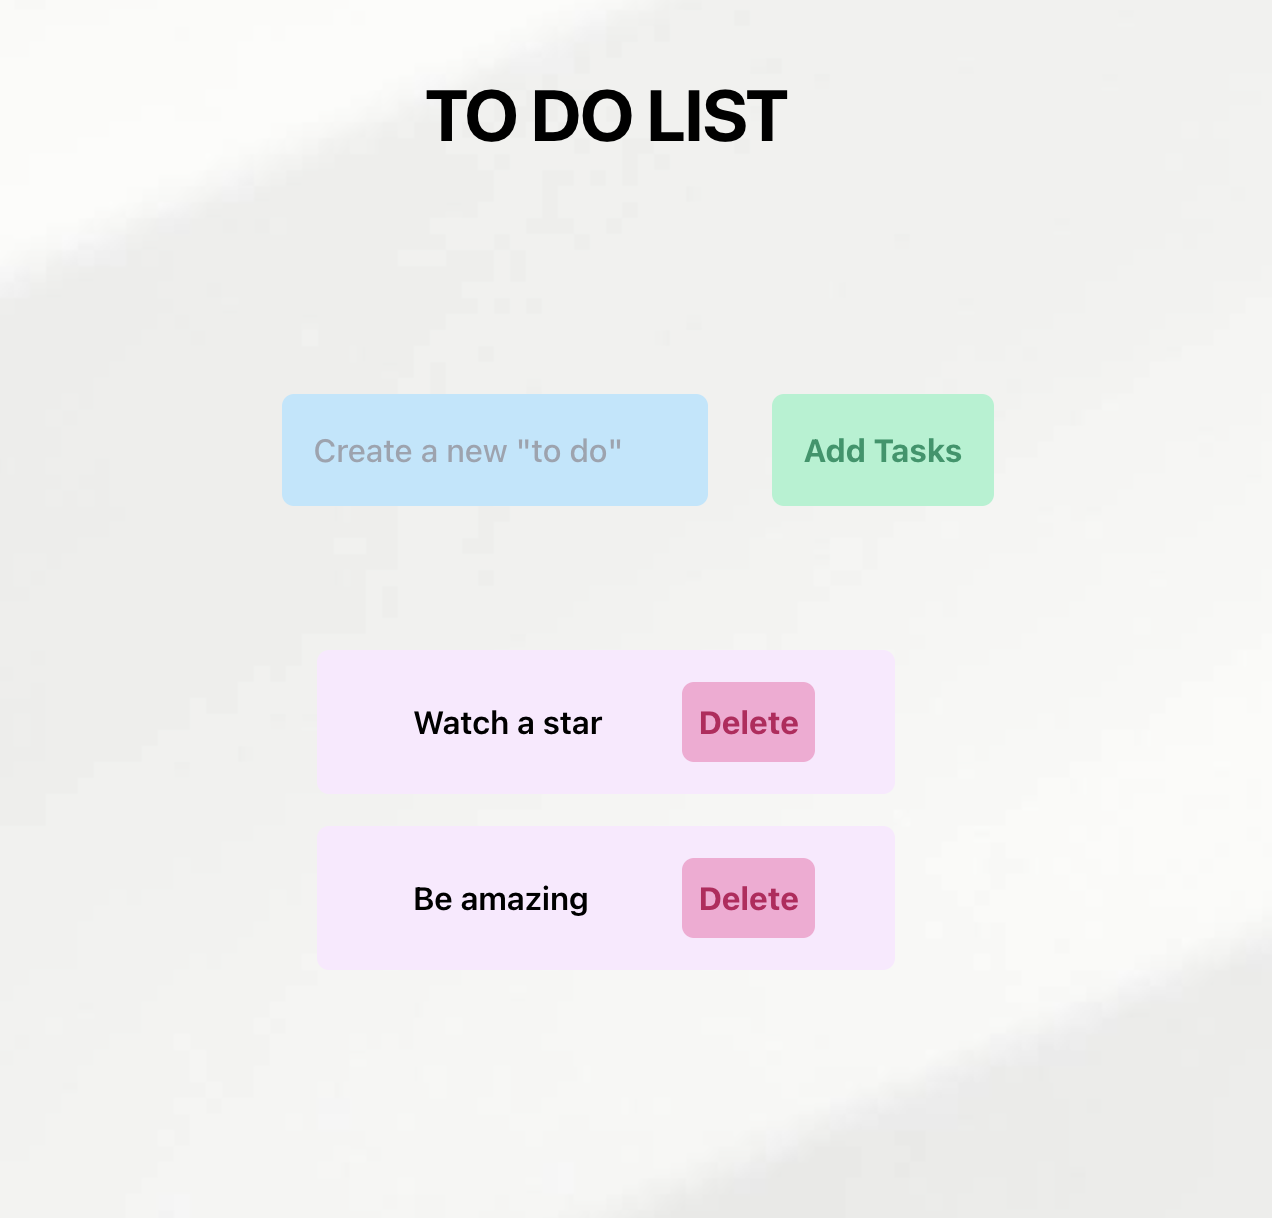 TO DO LIST
Create a new "to do"
Add Tasks
Watch a star
Delete
Be amazing
Delete